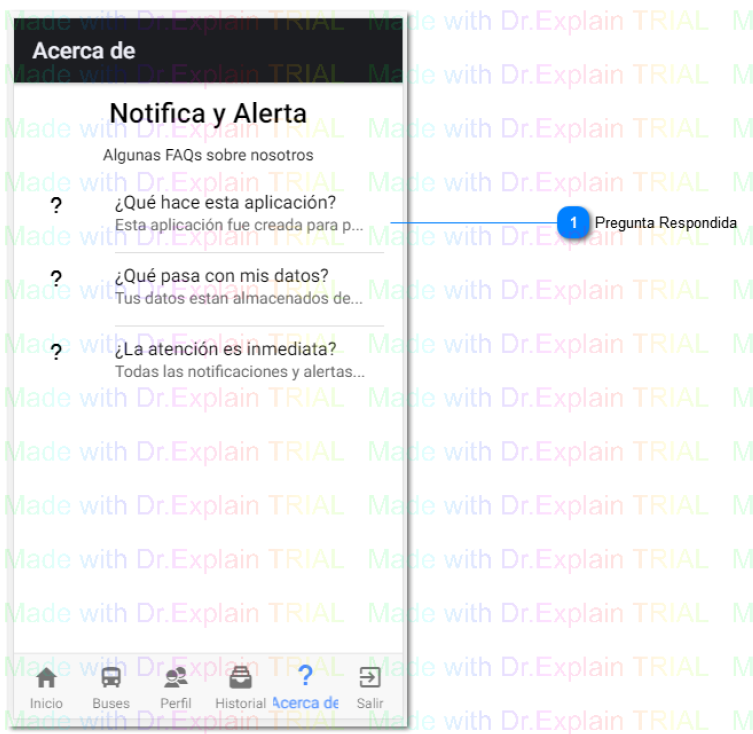 Acerca de
Notifica y Alerta
Algunas FAQs sobre nosotros
?
¿Qué hace esta aplicación?
Esta aplicación fue creada para p...
1 Pregunta Respondida
?
¿Qué pasa con mis datos?
Tus datos estan almacenados de...
?
¿La atención es inmediata?
Todas las notificaciones y alertas...
?
Inicio Buses Perfil Historial Acerca de Salir
Made with Dr.Explain TRIAL